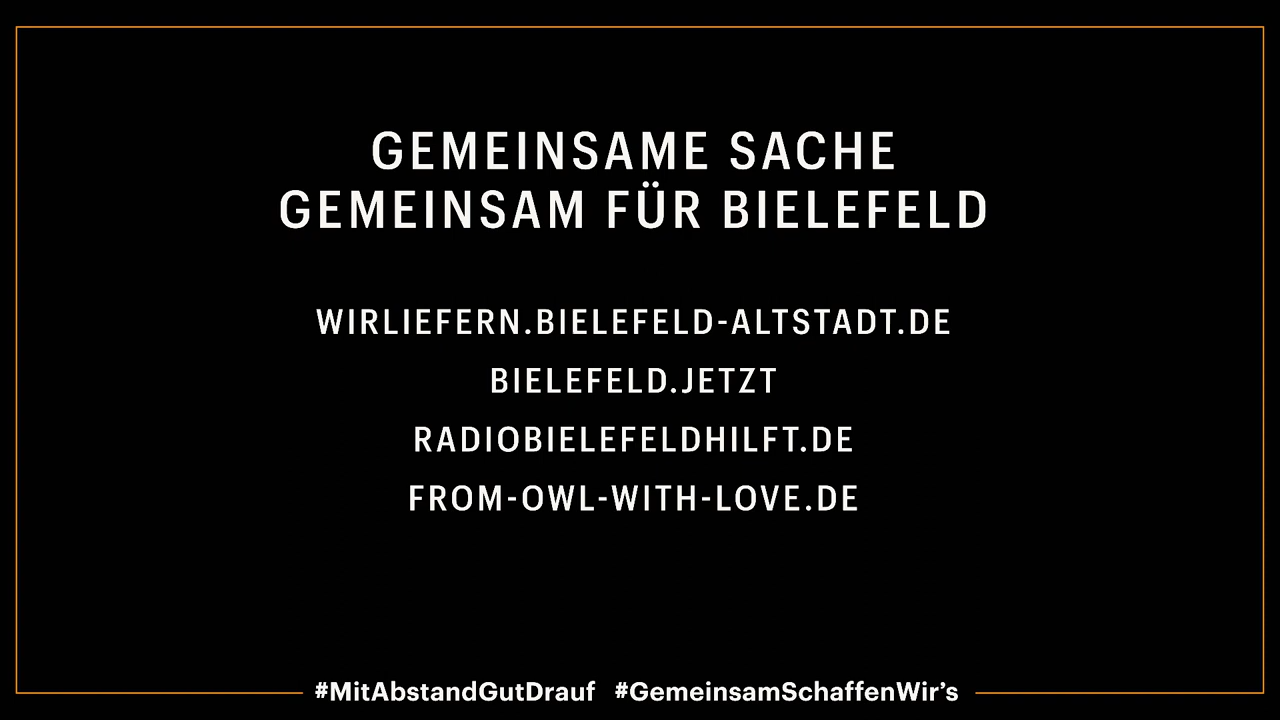 GEMEINSAME SACHE
GEMEINSAM FÜR BIELEFELD
WIRLIEFERN.BIELEFELD-ALTSTADT.DE
BIELEFELD.JETZT
RADIOBIELEFELDHILFT.DE
FROM-OWL-WITH-LOVE.DE
#MitAbstandGutDrauf #GemeinsamSchaffenWir’s